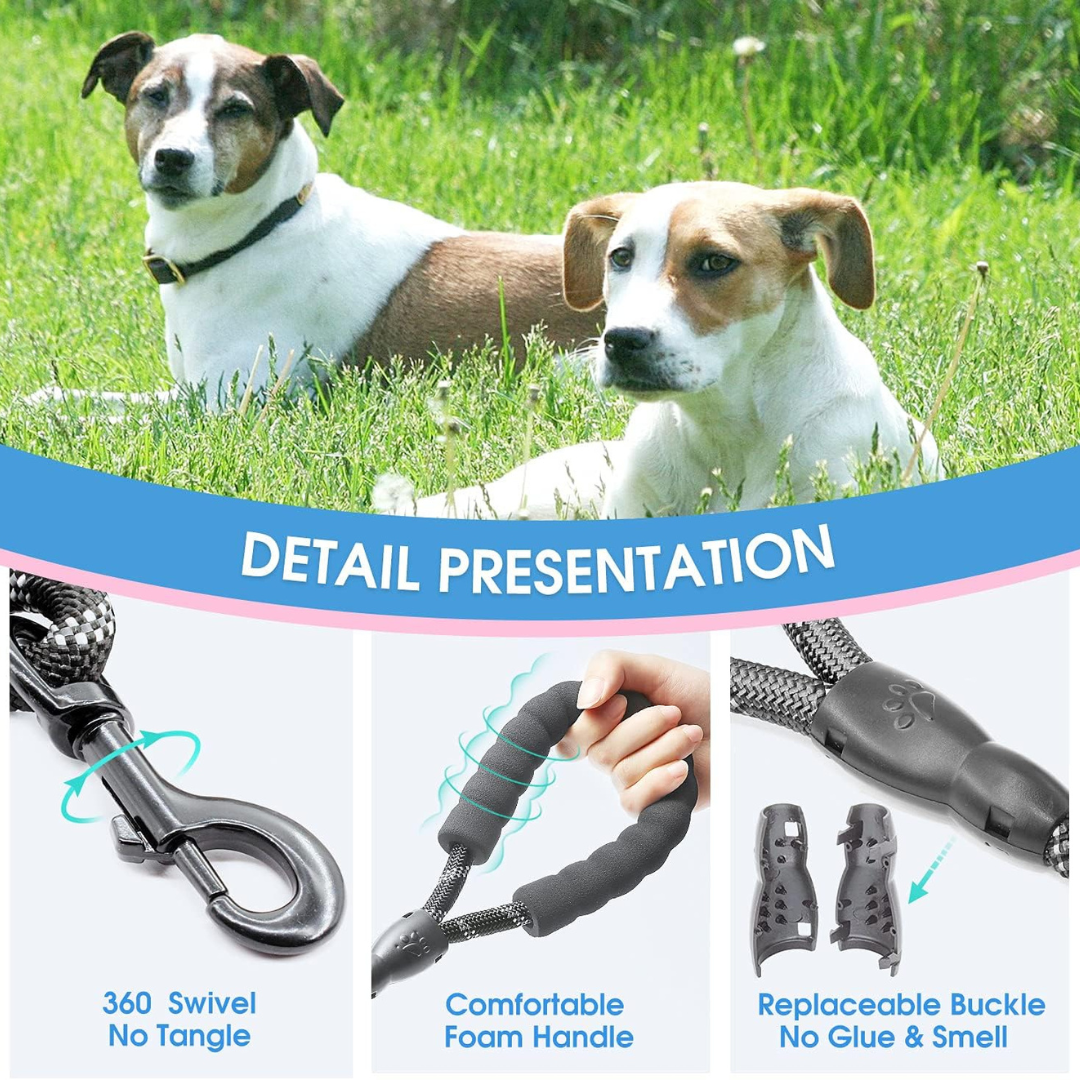 DETAIL PRESENTATION
360 Swivel
No Tangle
Comfortable
Foam Handle
Replaceable Buckle
No Glue & Smell